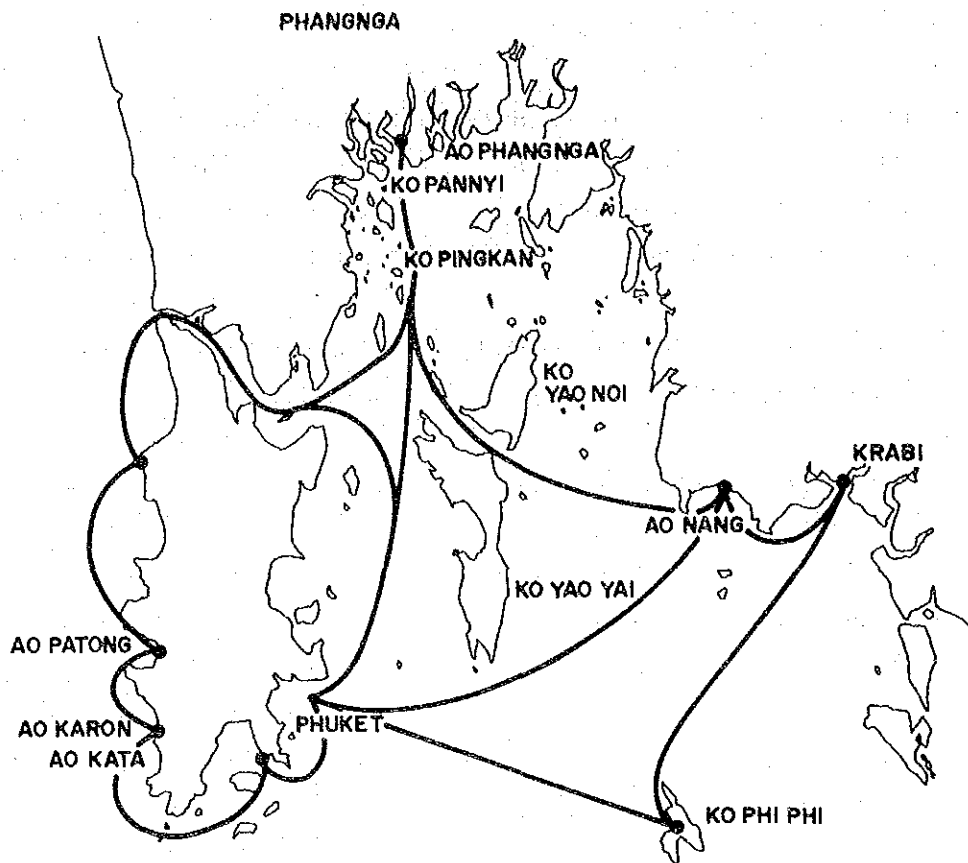 PHANGNGA
AO PHANGNGA
KO PANNYI
KO PINGKAN
KO
YAO NOI
KRABI
AO NANG
KO YAO YAI
AO PATONG
PHUKET
AO KARON
AO KATA
KO PHI PHI